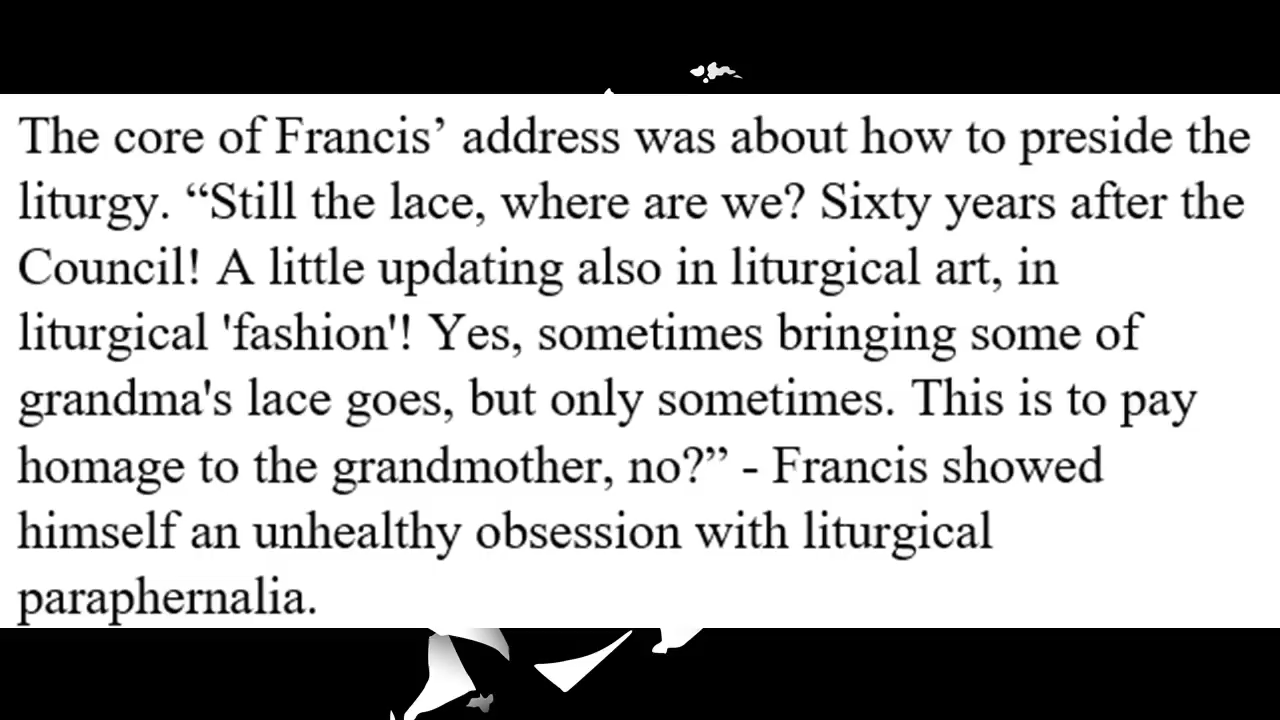 The core of Francis’ address was about how to preside the
liturgy. “Still the lace, where are we? Sixty years after the
Council! A little updating also in liturgical art, in
liturgical 'fashion'! Yes, sometimes bringing some of
grandma's lace goes, but only sometimes. This is to pay
homage to the grandmother, no?” - Francis showed
himself an unhealthy obsession with liturgical
paraphernalia.